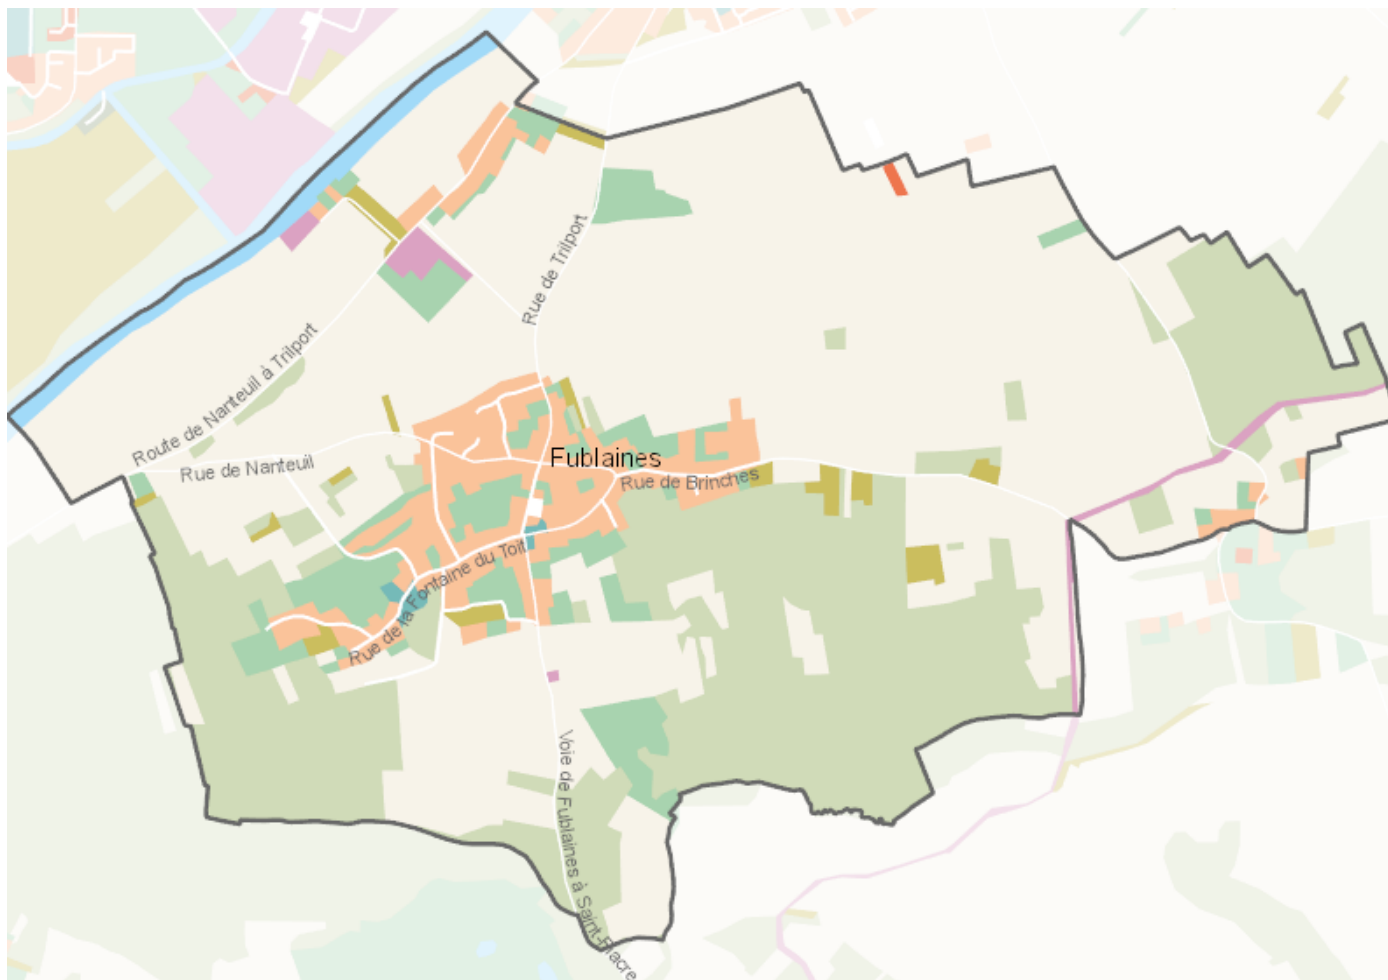 Rue de Trilport
Route de Nanteuil à Trilport
Rue de Nanteuil
Fublaines
Rue de Brinches
Rue de la Fontaine du Toit
Voie de Fublaines à Saint-Fiacre